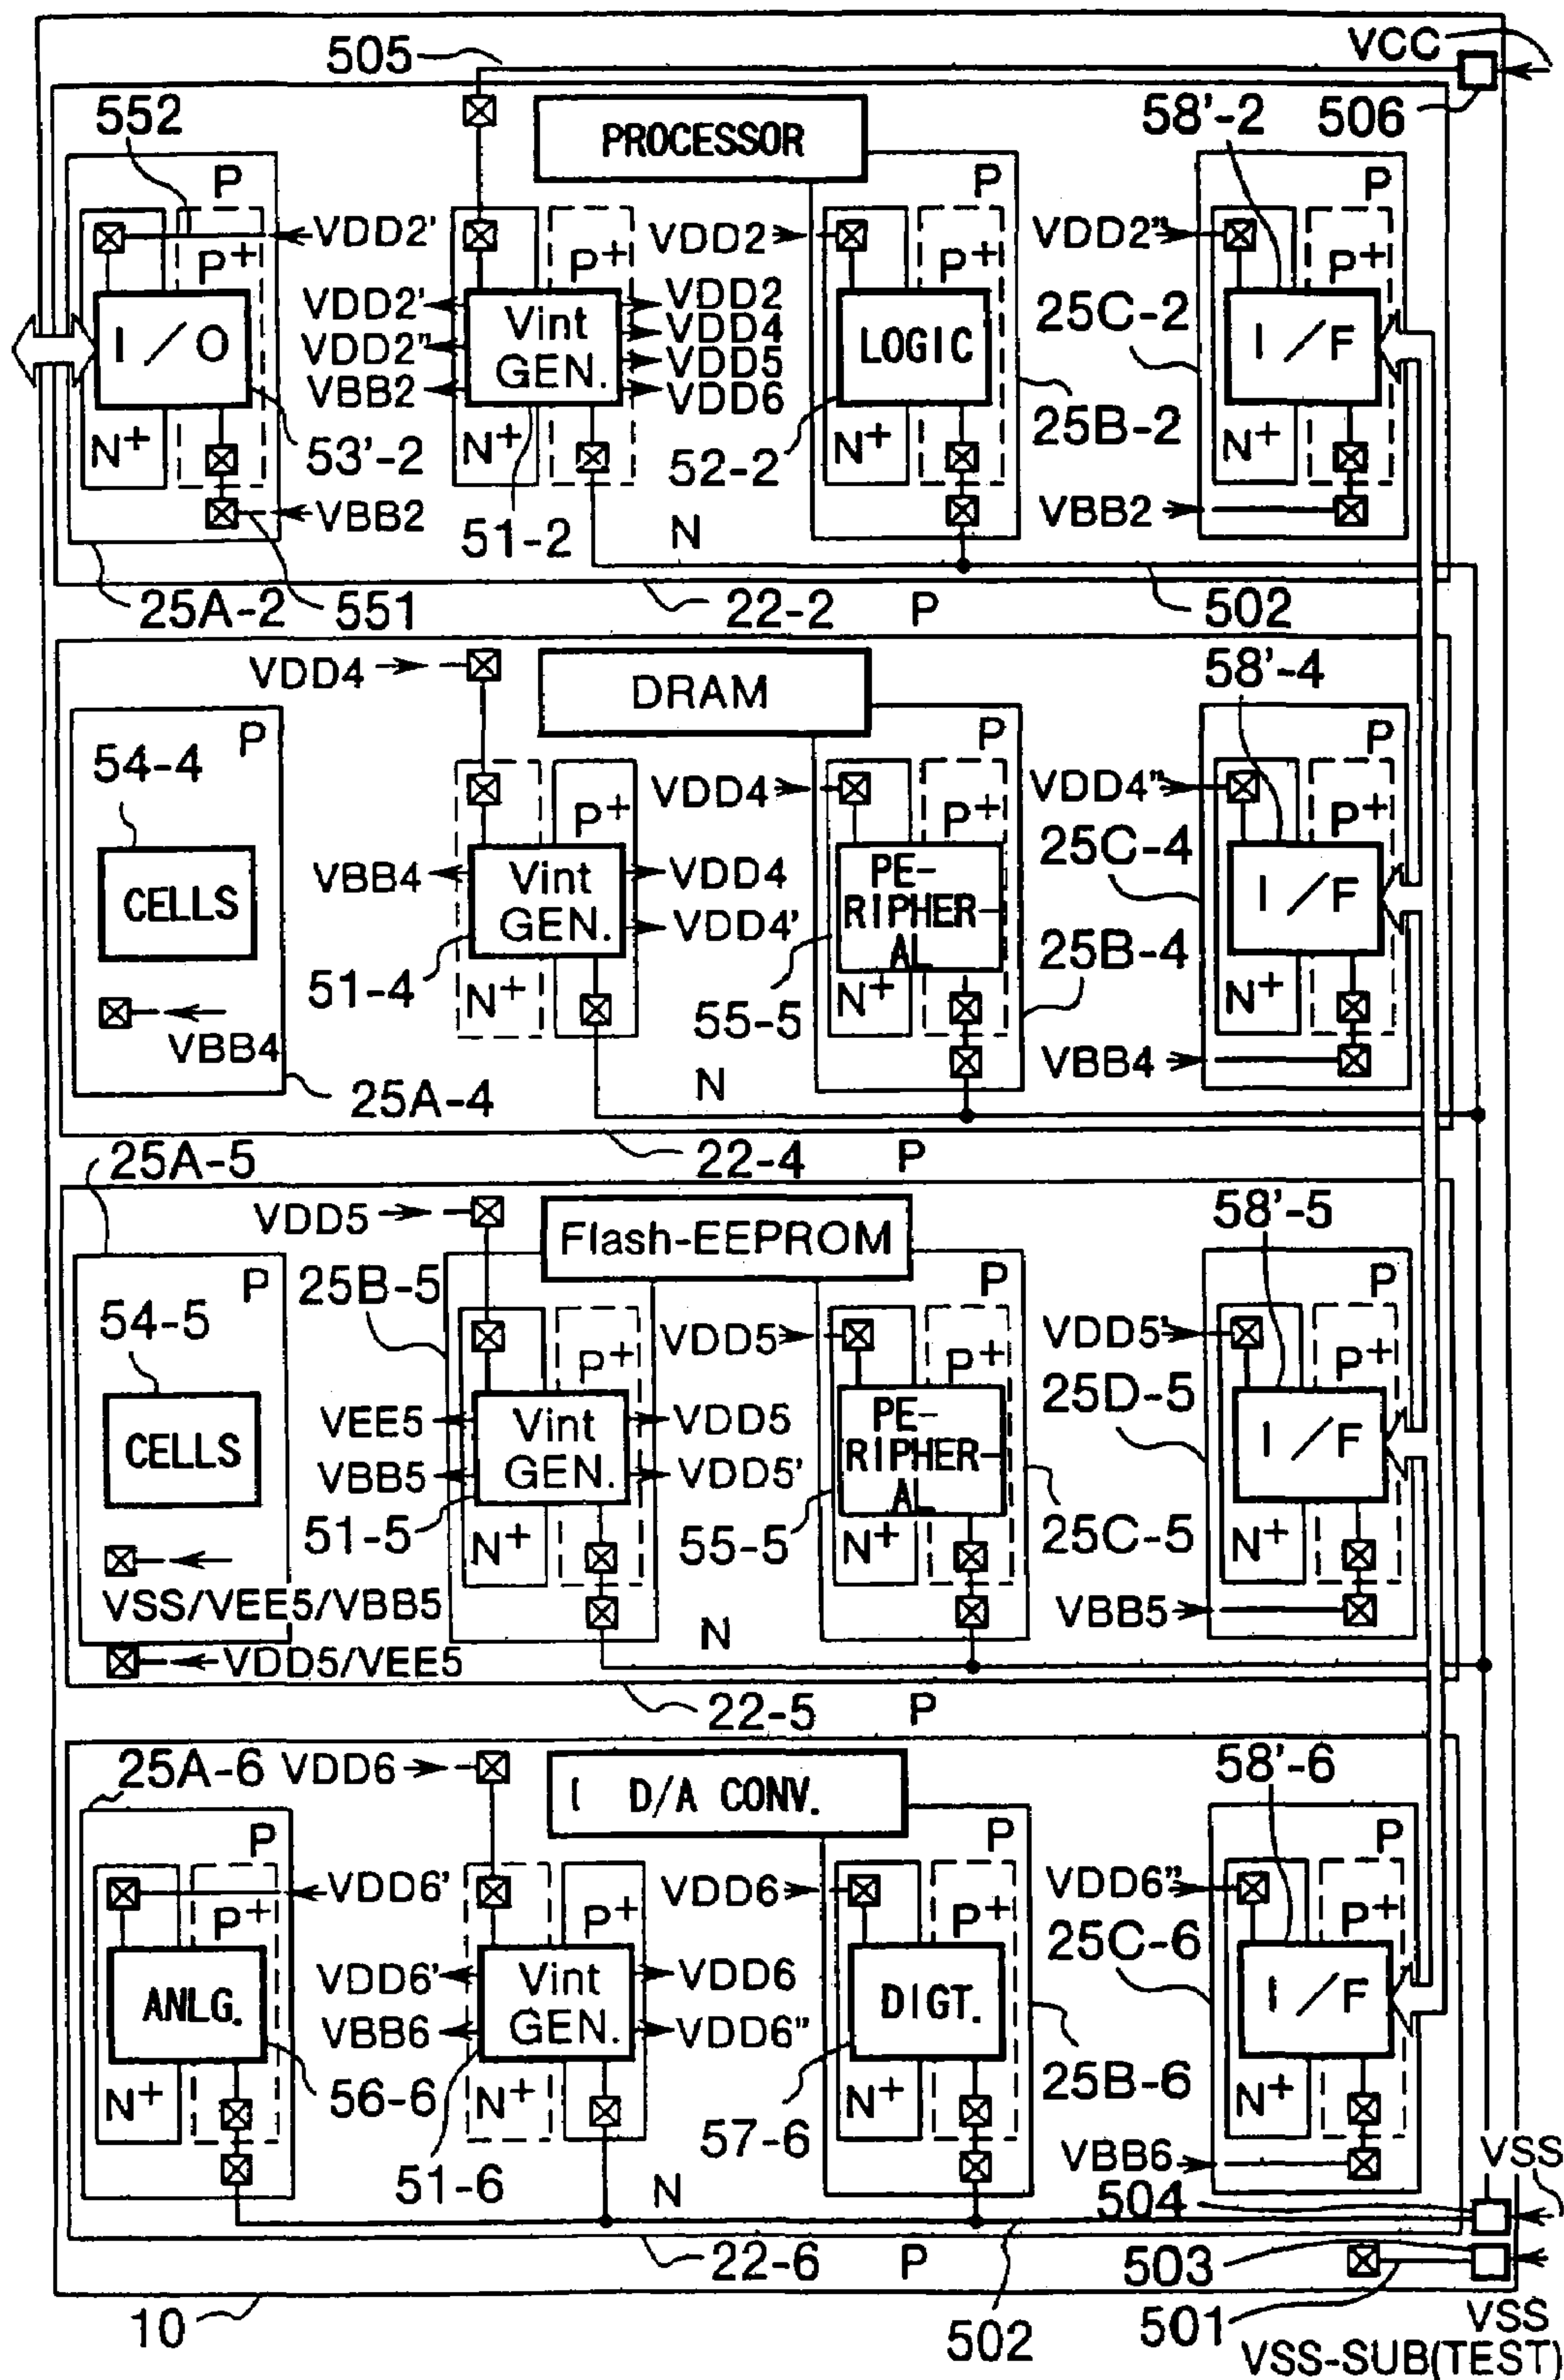 505
VCC
552
PROCESSOR
58'-2
506
P
P
P
VDD2'
VDD2
VDD2"
P+
P+
P+
P+
VDD2'
VDD2
VDD4
VDD2"
VDD5
VBB2
VDD6
I/O
Vint
GEN.
LOGIC
25C-2
I/F
25B-2
N+
53'-2
N+
52-2
N+
N+
VBB2
51-2
N
VBB2
25A-2
551
22-2
P
502
VDD4
DRAM
58'-4
P
P
P
54-4
VDD4
VDD4"
P+
P+
P+
25C-4
CELLS
VBB4
Vint
GEN.
VDD4
VDD4'
PE-
RIPHER-
AL
I/F
25B-4
51-4
N+
55-5
N+
N+
VBB4
N
VBB4
25A-4
25A-5
22-4
P
VDD5
Flash-EEPROM
58'-5
P
25B-5
P
P
54-5
VDD5
VDD5'
P+
P+
P+
25D-5
CELLS
VEE5
VBB5
Vint
GEN.
VDD5
VDD5'
PE-
RIPHER-
AL
I/F
51-5
N+
55-5
N+
25C-5
N+
VSS/VEE5/VBB5
N
VBB5
VDD5/VEE5
22-5
P
25A-6
VDD6
I D/A CONV.
58'-6
P
P
P
VDD6'
VDD6
VDD6"
P+
P+
P+
P+
25C-6
ANLG.
VDD6'
VBB6
Vint
GEN.
VDD6
VDD6"
DIGT.
I/F
25B-6
N+
56-6
N+
N+
N+
51-6
57-6
VBB6
VSS
N
504
22-6
P
503
10
502
501
VSS
VSS-SUB(TEST)